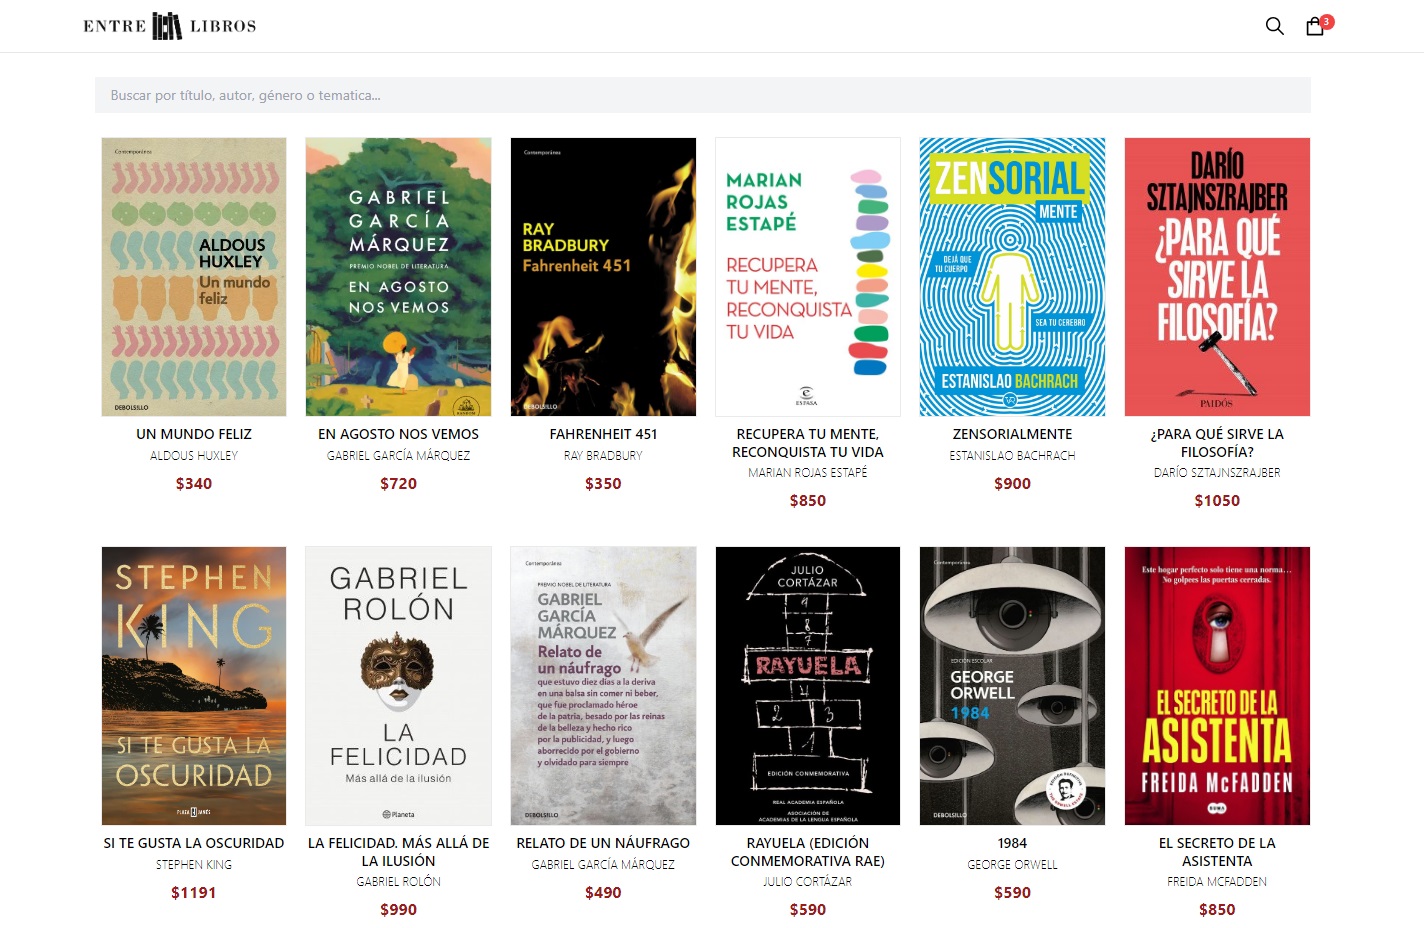 ENTRE LIBROS
3
Buscar por título, autor, género o tematica...
Contemporánea
ALDOUS
HUXLEY
Un mundo
feliz
DEBOLSILLO
GABRIEL
GARCÍA
MÁRQUEZ
PREMIO NOBEL DE LITERATURA
EN AGOSTO
NOS VEMOS
Contemporánea
RAY
BRADBURY
Fahrenheit 451
DEBOLSILLO
MARIAN
ROJAS
ESTAPÉ
RECUPERA
TU MENTE,
RECONQUISTA
TU VIDA
ESPASA
ZENSORIAL
MENTE
DEJÁ QUE
TU CUERPO
SEA TU CEREBRO
ESTANISLAO BACHRACH
DARÍO
SZTAJNSZRAJBER
¿PARA QUÉ
SIRVE LA
FILOSOFÍA?
PAIDÓS
UN MUNDO FELIZ
ALDOUS HUXLEY
$340
EN AGOSTO NOS VEMOS
GABRIEL GARCÍA MÁRQUEZ
$720
FAHRENHEIT 451
RAY BRADBURY
$350
RECUPERA TU MENTE,
RECONQUISTA TU VIDA
MARIAN ROJAS ESTAPÉ
$850
ZENSORIALMENTE
ESTANISLAO BACHRACH
$900
¿PARA QUÉ SIRVE LA
FILOSOFÍA?
DARÍO SZTAJNSZRAJBER
$1050
STEPHEN
KING
SI TE GUSTA LA
OSCURIDAD
PLAZA JANÉS
GABRIEL
ROLÓN
LA
FELICIDAD
Más allá de la ilusión
Planeta
Contemporánea
PREMIO NOBEL DE LITERATURA
GABRIEL
GARCÍA
MÁRQUEZ
Relato de
un náufrago
que estuvo diez días a la deriva
en una balsa sin comer ni beber,
que fue proclamado héroe
de la patria, besado por las reinas
de la belleza y hecho rico
por la publicidad, y luego
aborrecido por el gobierno
y olvidado para siempre
DEBOLSILLO
JULIO
CORTÁZAR
9
8
7
RAYUELA
4
2 3
1
EDICIÓN CONMEMORATIVA
REAL ACADEMIA ESPAÑOLA
ASOCIACIÓN DE
ACADEMIAS DE LA LENGUA ESPAÑOLA
Contemporánea
EDICIÓN ESCOLAR
GEORGE
ORWELL
1984
DEBOLSILLO
Este hogar perfecto solo tiene una norma...
No golpees las puertas cerradas.
EL SECRETO DE LA
ASISTENTA
FREIDA McFADDEN
SUMA
SI TE GUSTA LA OSCURIDAD
STEPHEN KING
$1191
LA FELICIDAD. MÁS ALLÁ DE
LA ILUSIÓN
GABRIEL ROLÓN
$990
RELATO DE UN NÁUFRAGO
GABRIEL GARCÍA MÁRQUEZ
$490
RAYUELA (EDICIÓN
CONMEMORATIVA RAE)
JULIO CORTÁZAR
$590
1984
GEORGE ORWELL
$590
EL SECRETO DE LA
ASISTENTA
FREIDA MCFADDEN
$850